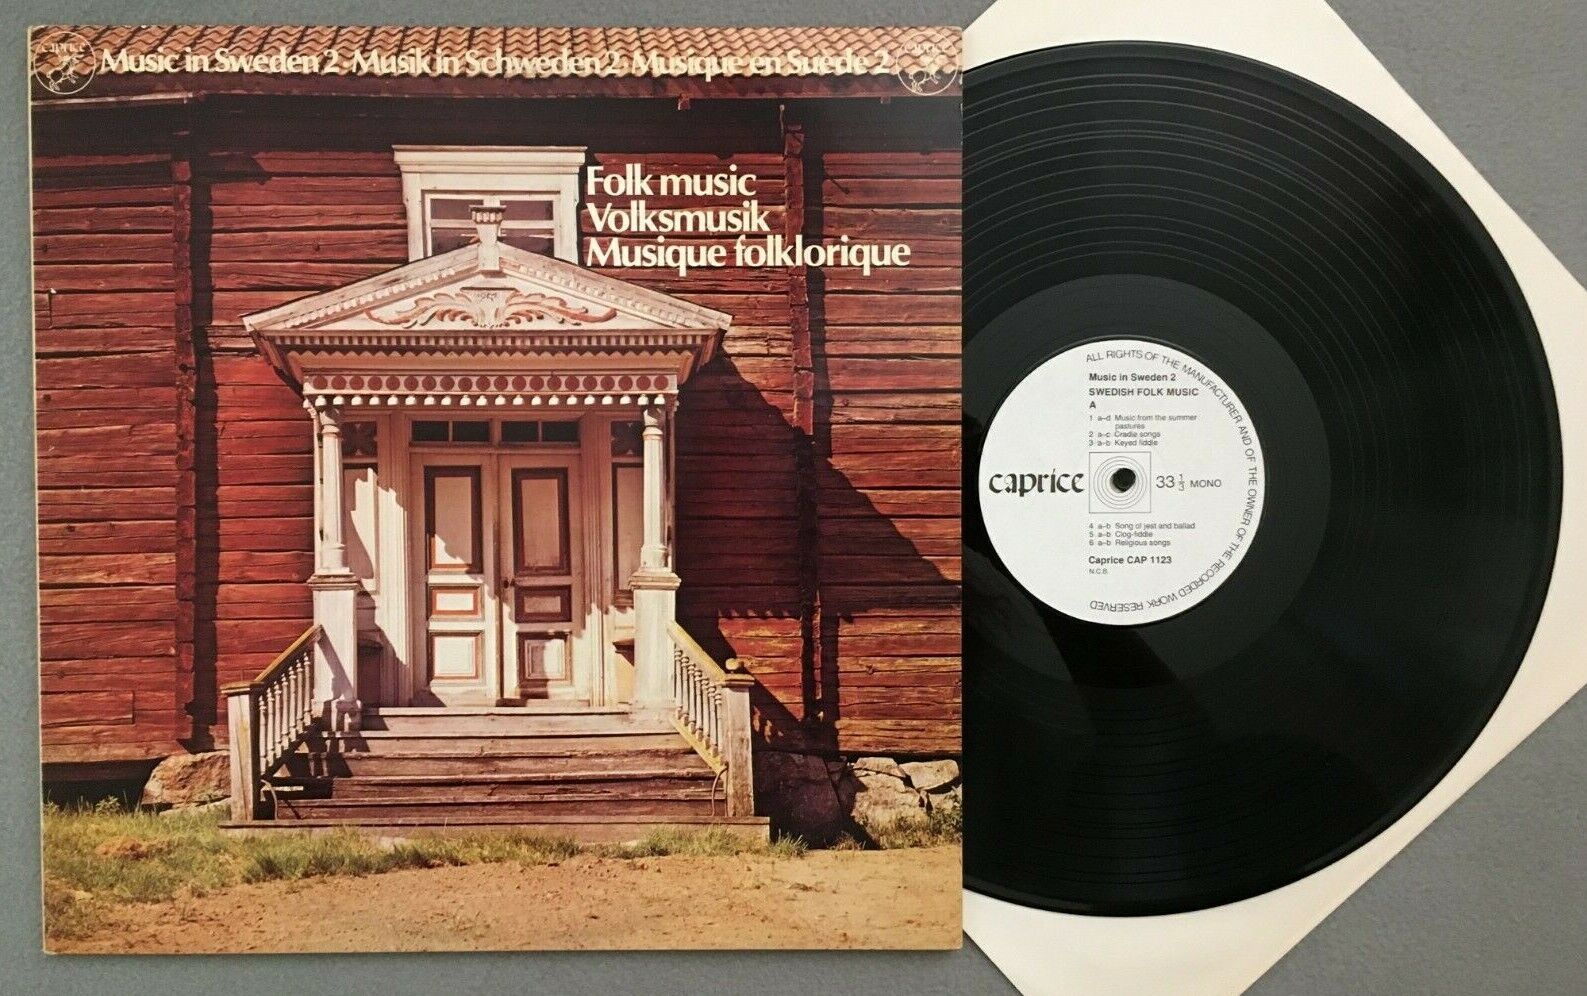 caprice
Music in Sweden 2 · Musik in Schweden 2 · Musique en Suède 2
caprice
Folk music
Volksmusik
Musique folklorique
ALL RIGHTS OF THE MANUFACTURER AND OF THE OWNER OF THE RECORDED WORK RESERVED
Music in Sweden 2
SWEDISH FOLK MUSIC
A
1 a-d Music from the summer
pastures
2 a-c Cradle songs
3 a-b Keyed fiddle
caprice
33 1/3 MONO
4 a-b Song of jest and ballad
5 a-b Clog-fiddle
6 a-b Religious songs
Caprice CAP 1123
N.C.B.